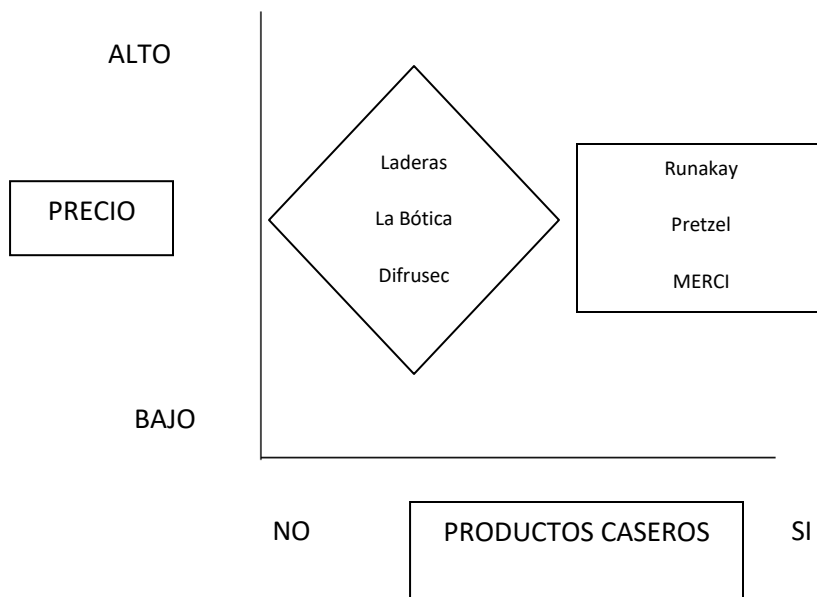 ALTO
Laderas
Runakay
PRECIO
La Bótica
Pretzel
Difrusec
MERCI
BAJO
NO
PRODUCTOS CASEROS
SI